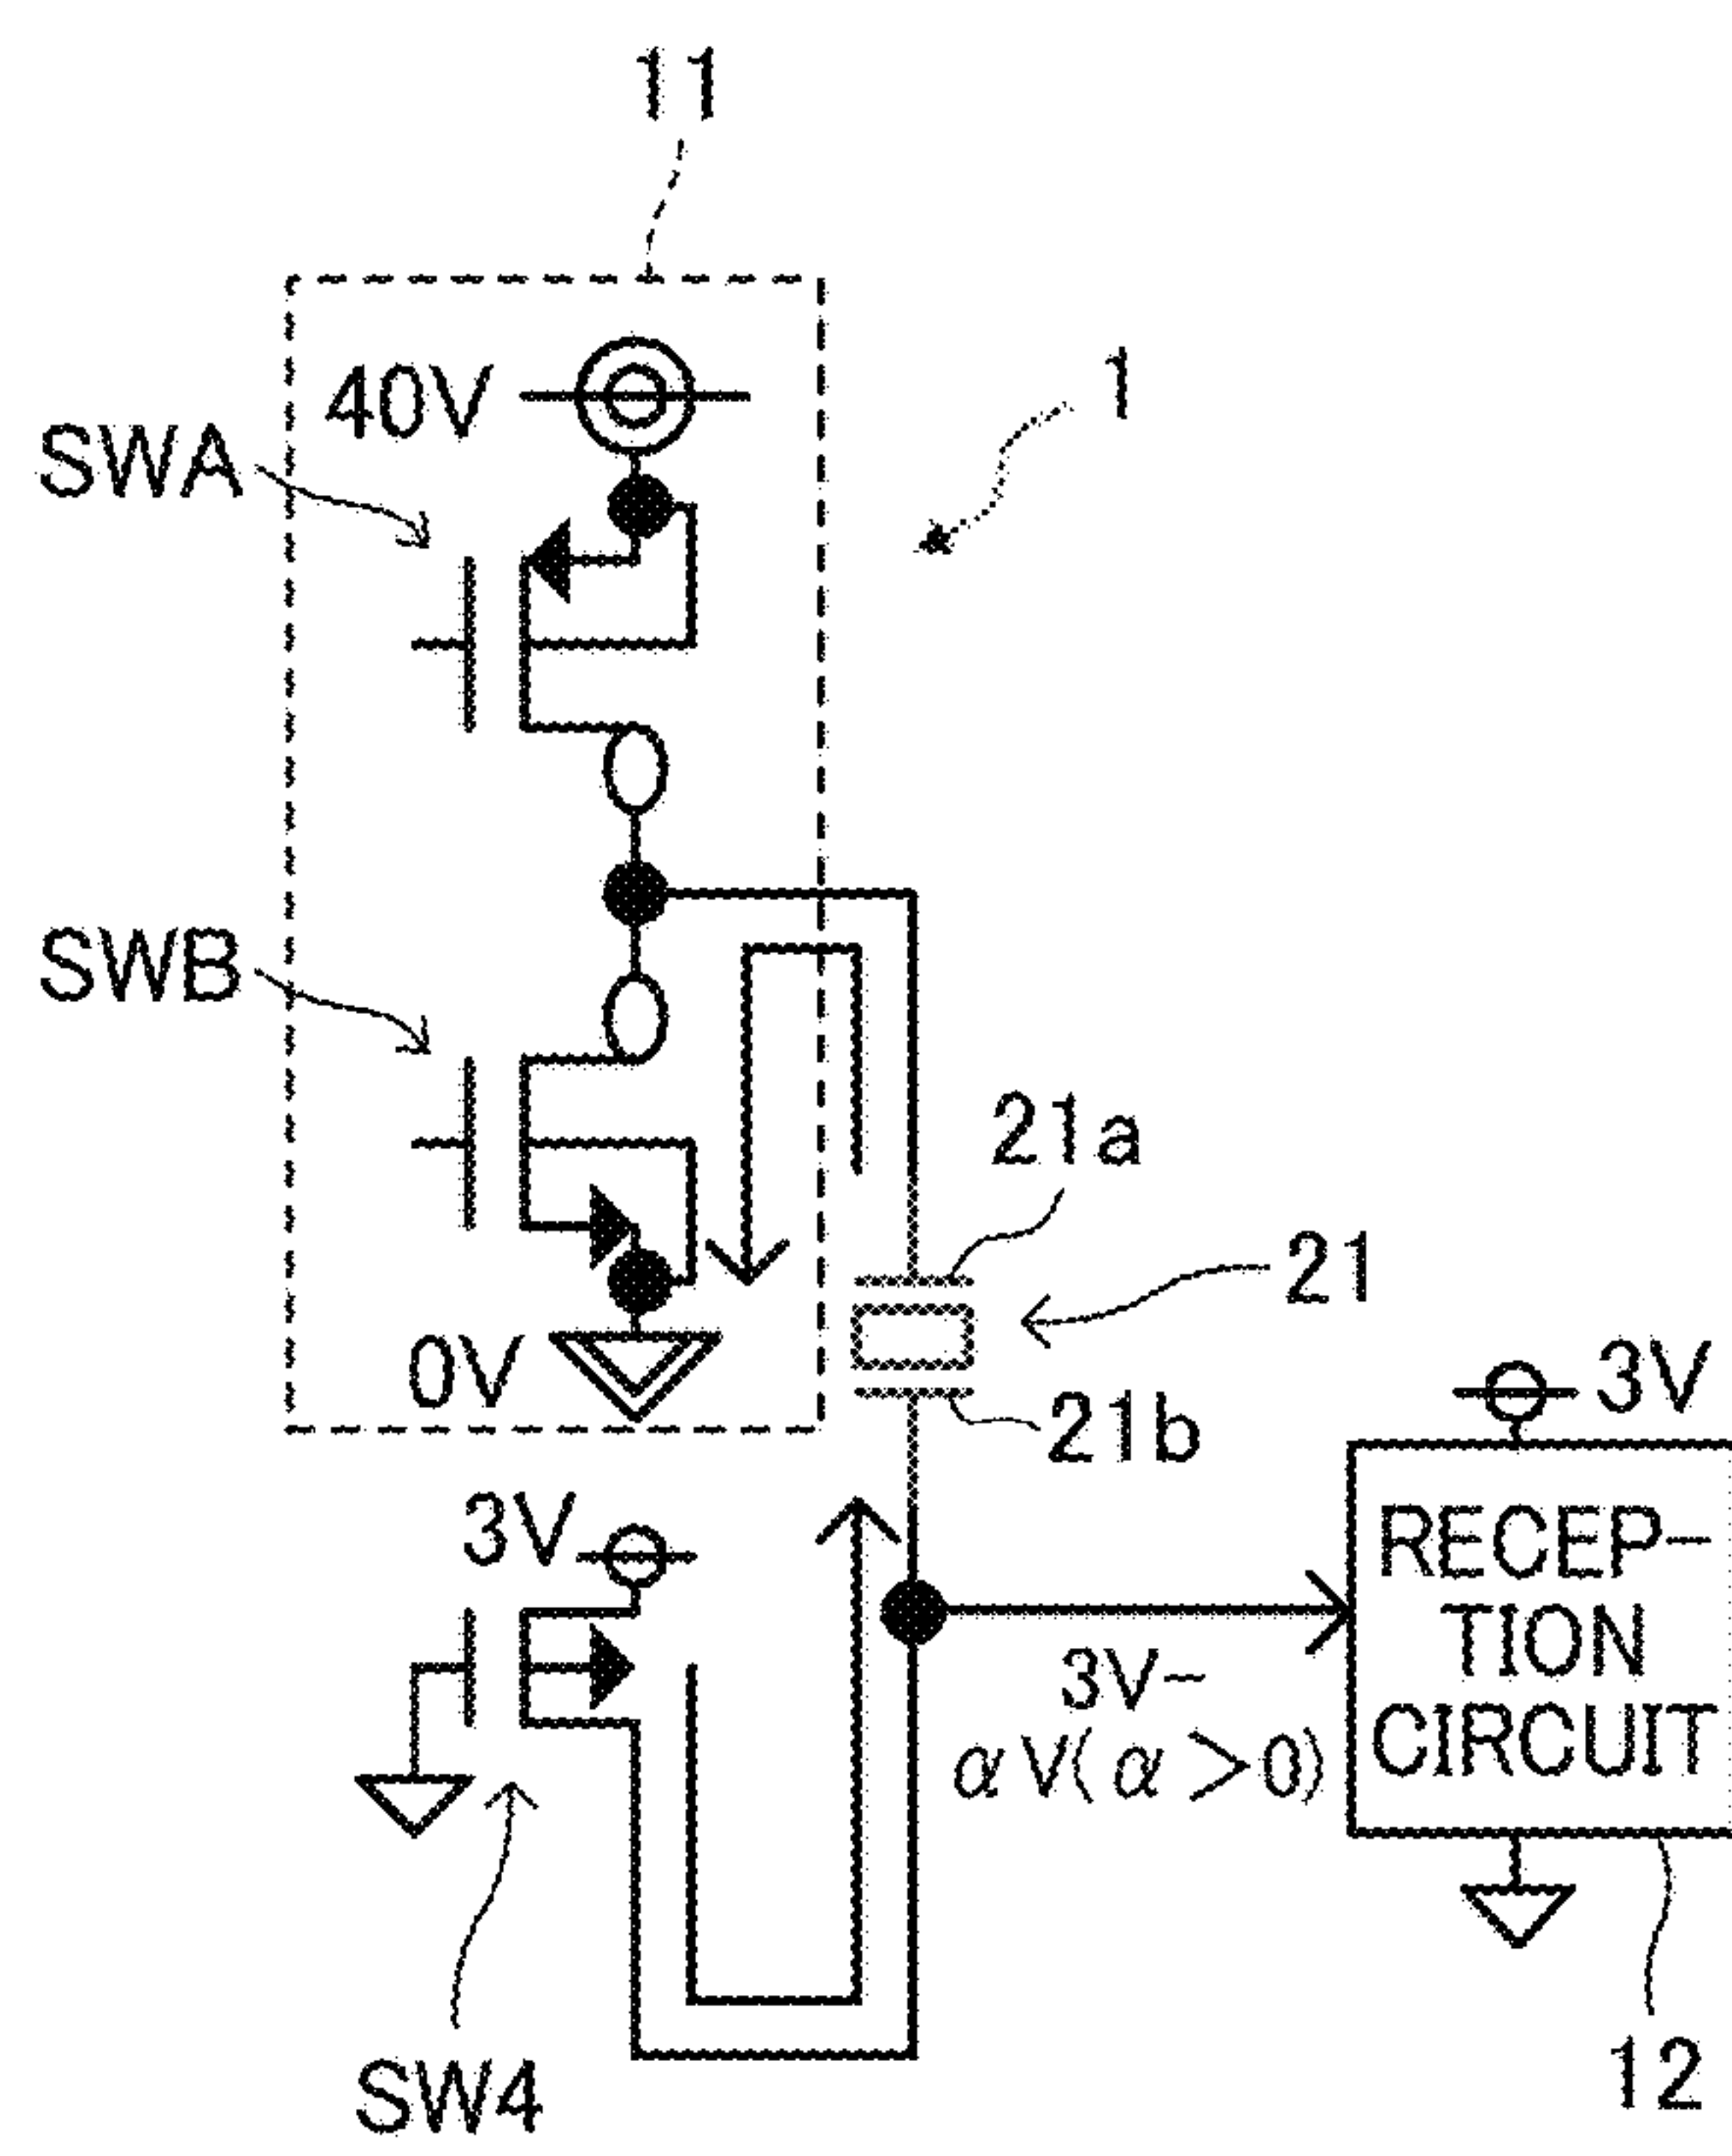 11
40V
1
SWA
SWB
21a
21
0V
21b
3V
3V
RECEP-
TION
CIRCUIT
3V-
αV(α>0)
SW4
12